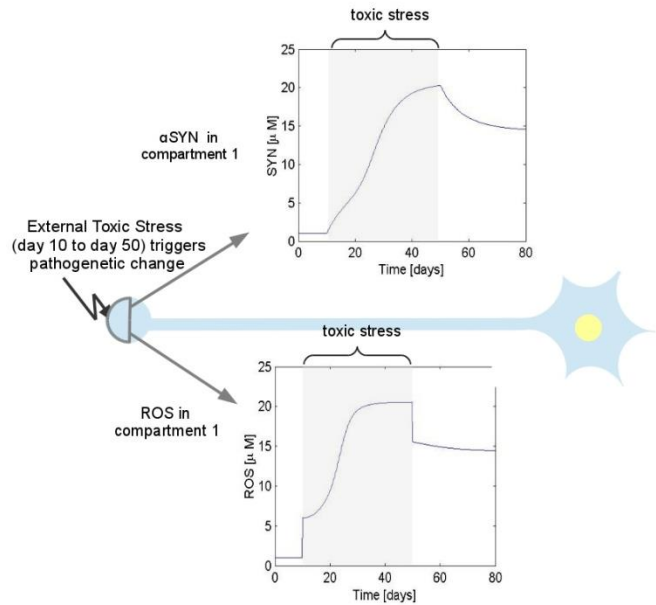 toxic stress
25
20
15
10
5
0
SYN [μ M]
0 20 40 60 80
Time [days]
αSYN in
compartment 1
External Toxic Stress
(day 10 to day 50) triggers
pathogenetic change
toxic stress
25
20
15
10
5
0
ROS [μ M]
0 20 40 60 80
Time [days]
ROS in
compartment 1